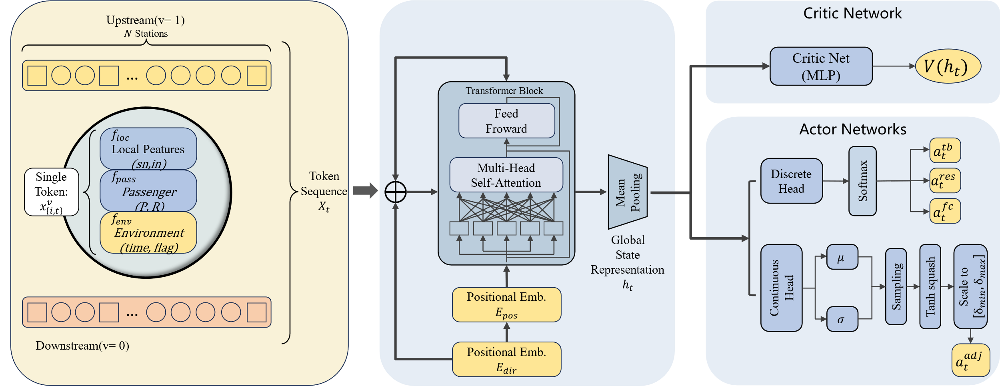 Upstream(v= 1)
N Stations
...
f_loc
Local Peatures
(sn,in)
f_pass
Passenger
(P, R)
f_env
Environment
(time, flag)
Single
Token:
x^v_{i,t}
...
Downstream(v= 0)
Token
Sequence
X_t
Transformer Block
Feed
Froward
Multi-Head
Self-Attention
Positional Emb.
E_pos
Positional Emb.
E_dir
Mean
Pooling
Global
State
Representation
h_t
Critic Network
Critic Net
(MLP)
V(h_t)
Actor Networks
Discrete
Head
Softmax
a_t^tb
a_t^res
a_t^fc
Continuous
Head
μ
σ
Sampling
Tanh squash
Scale to
[δ_min, δ_max]
a_t^adj